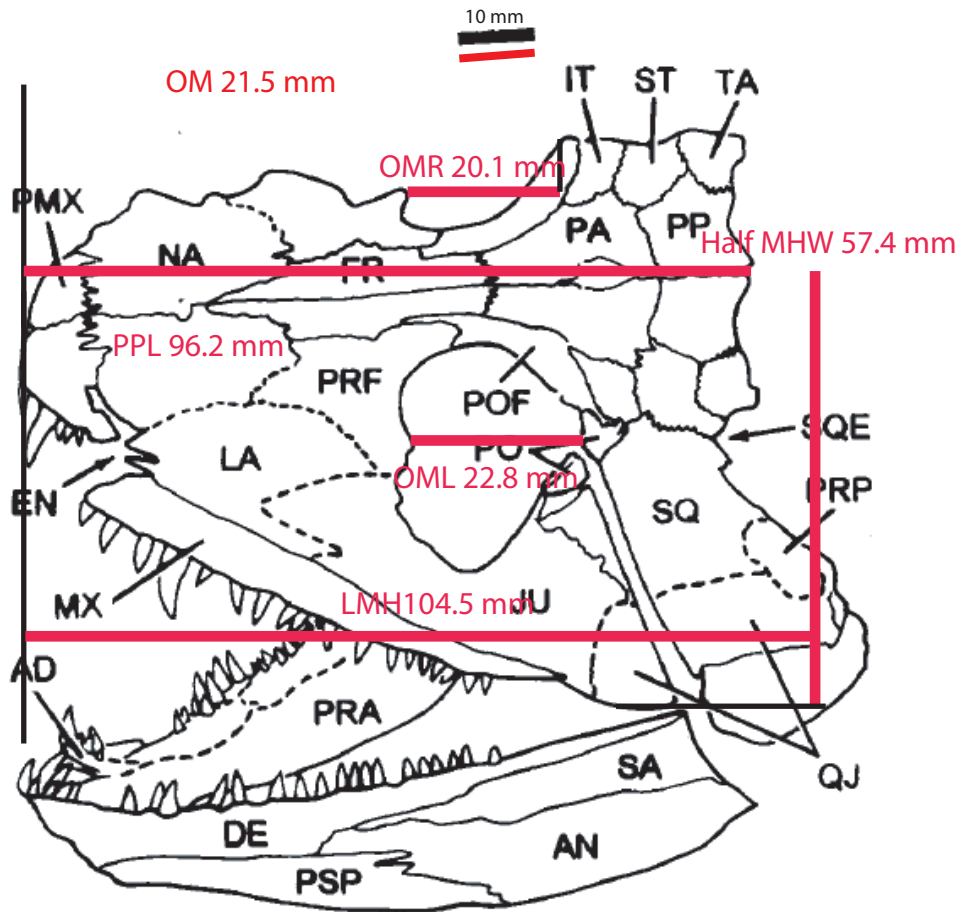 10 mm
OM 21.5 mm
IT ST TA
OMR 20.1 mm
PMX
PA PP
NA FR
Half MHW 57.4 mm
PPL 96.2 mm
PRF
POF
PO
SQE
LA
OML 22.8 mm
EN
SQ
PRP
MX
LMH104.5 mm
JU
AD
PRA
SA
QJ
DE
AN
PSP